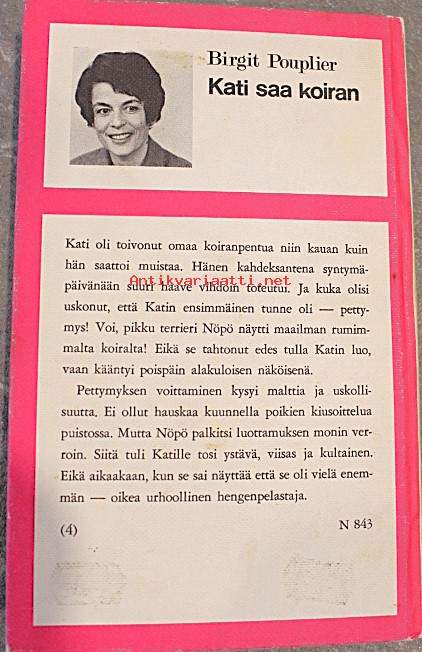 Birgit Pouplier
Kati saa koiran
Kati oli toivonut omaa koiranpentua niin kauan kuin
hän saattoi muistaa. Hänen kahdeksantena syntymä-
päivänään suuri haave vihdoin toteutui. Ja kuka olisi
Antikvariaatti.net
uskonut, että Katin ensimmäinen tunne oli — petty-
mys! Voi, pikku terrieri Nöpö näytti maailman rumim-
malta koiralta! Eikä se tahtonut edes tulla Katin luo,
vaan kääntyi poispäin alakuloisen näköisenä.
Pettymyksen voittaminen kysyi malttia ja uskolli-
suutta. Ei ollut hauskaa kuunnella poikien kiusoittelua
puistossa. Mutta Nöpö palkitsi luottamuksen monin ver-
roin. Siitä tuli Katille tosi ystävä, viisas ja kultainen.
Eikä aikaakaan, kun se sai näyttää että se oli vielä enem-
män — oikea urhoollinen hengenpelastaja.
(4) N 843